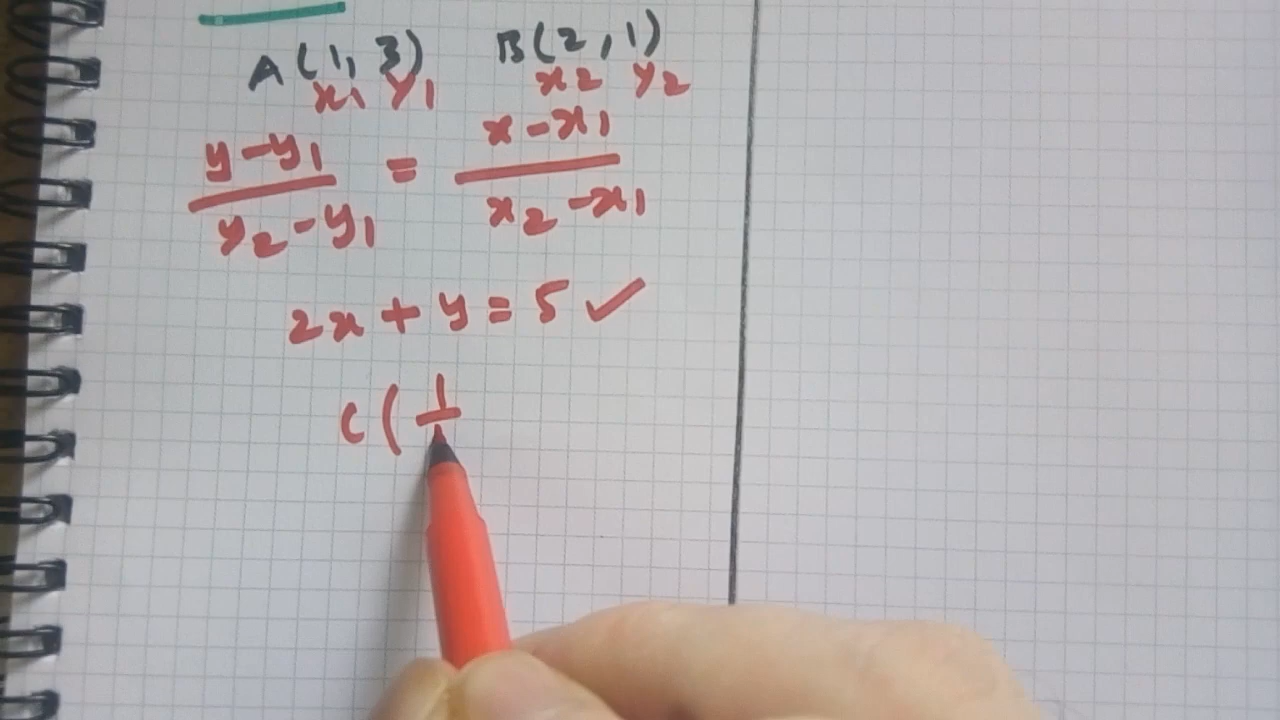 A(1,3) B(2,1)
x1 y1 x2 y2
y-y1 / y2-y1 = x-x1 / x2-x1
2x + y = 5 ✓
C(1/